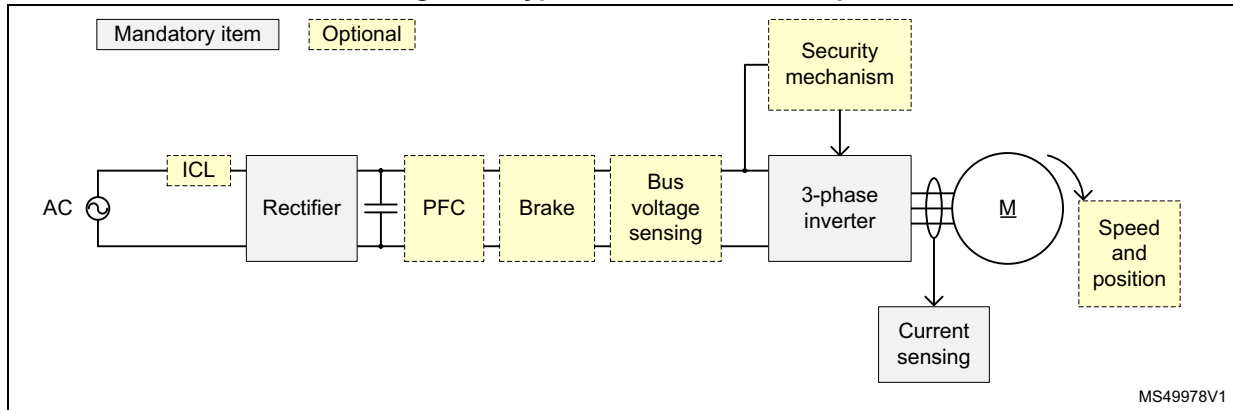 Mandatory item
Optional
Security
mechanism
ICL
AC
Rectifier
PFC
Brake
Bus
voltage
sensing
3-phase
inverter
M
Speed
and
position
Current
sensing
MS49978V1